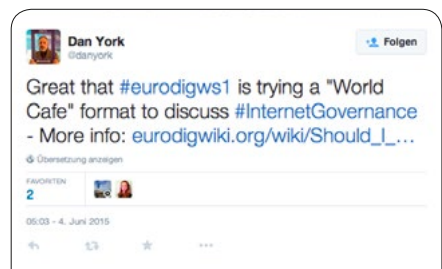 Dan York
@danyork
Folgen
Great that #eurodigws1 is trying a "World
Cafe" format to discuss #InternetGovernance
- More info: eurodigwiki.org/wiki/Should_I_...
Übersetzung anzeigen
FAVORITEN
2
05:03 - 4. Juni 2015